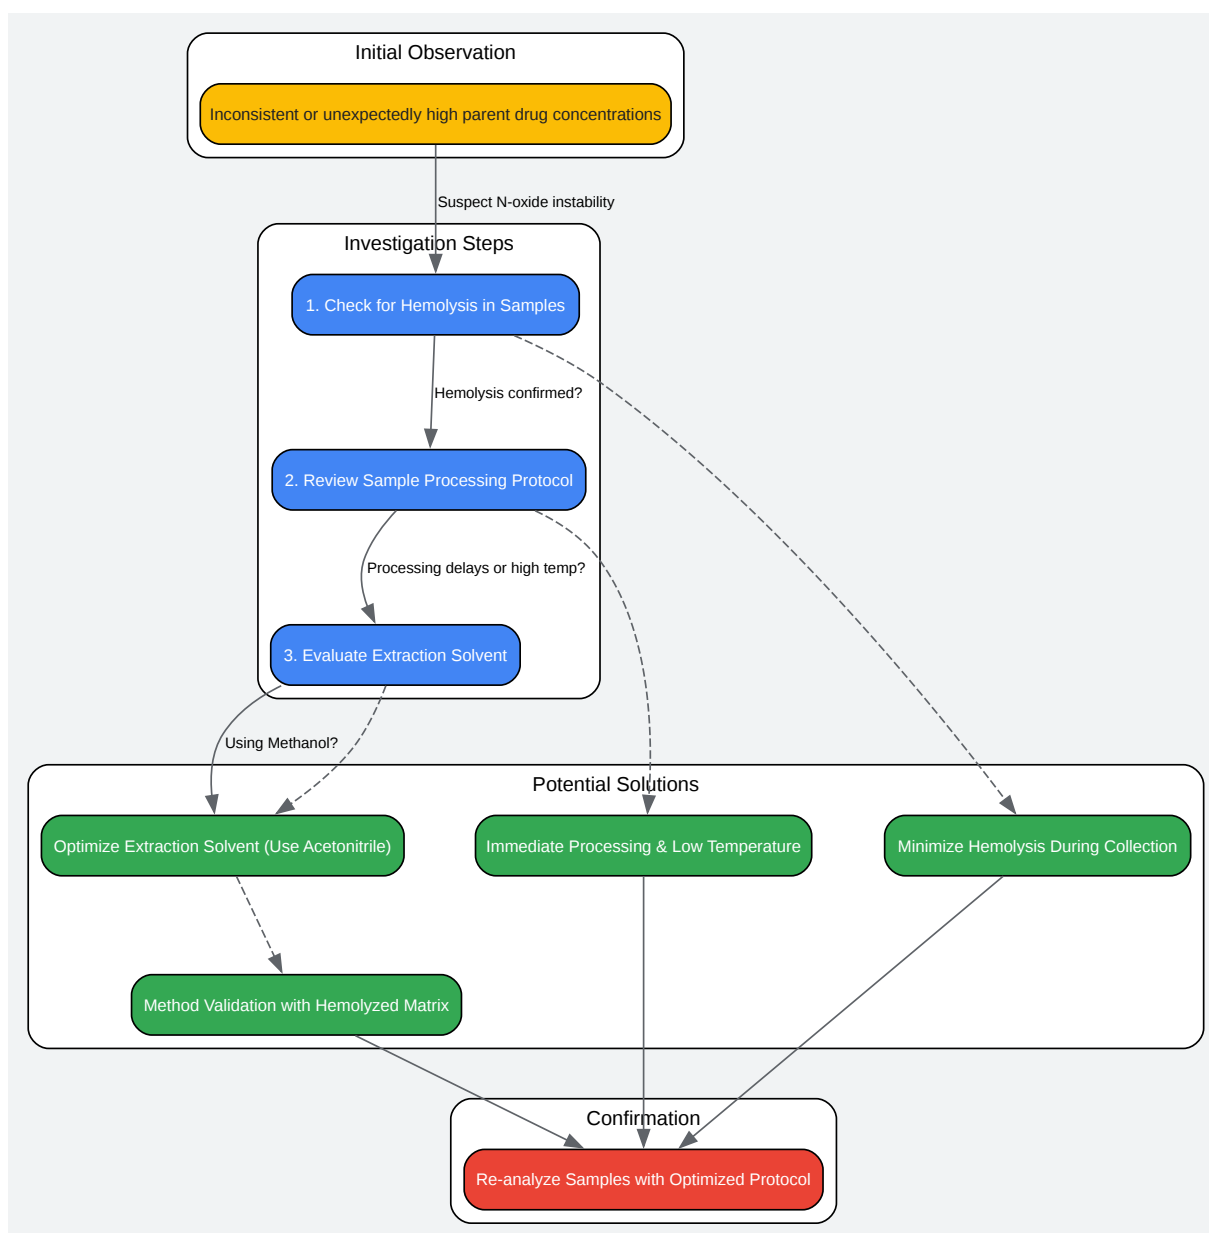 Initial Observation
Inconsistent or unexpectedly high parent drug concentrations
Suspect N-oxide instability
Investigation Steps
1. Check for Hemolysis in Samples
Hemolysis confirmed?
2. Review Sample Processing Protocol
Processing delays or high temp?
3. Evaluate Extraction Solvent
Using Methanol?
Potential Solutions
Optimize Extraction Solvent (Use Acetonitrile)
Immediate Processing & Low Temperature
Minimize Hemolysis During Collection
Method Validation with Hemolyzed Matrix
Confirmation
Re-analyze Samples with Optimized Protocol